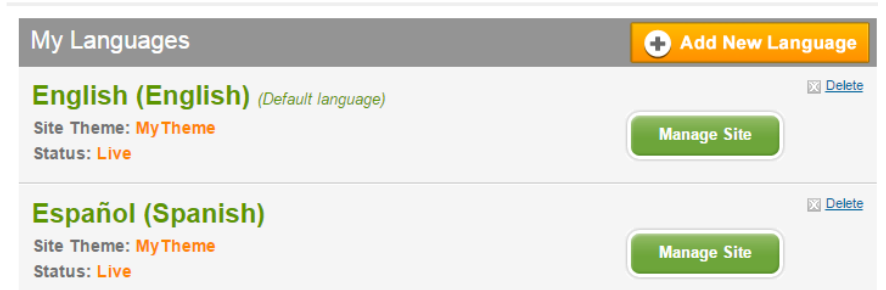 My Languages
Add New Language
English (English) (Default language)
Delete
Site Theme: MyTheme
Manage Site
Status: Live
Español (Spanish)
Delete
Site Theme: MyTheme
Manage Site
Status: Live